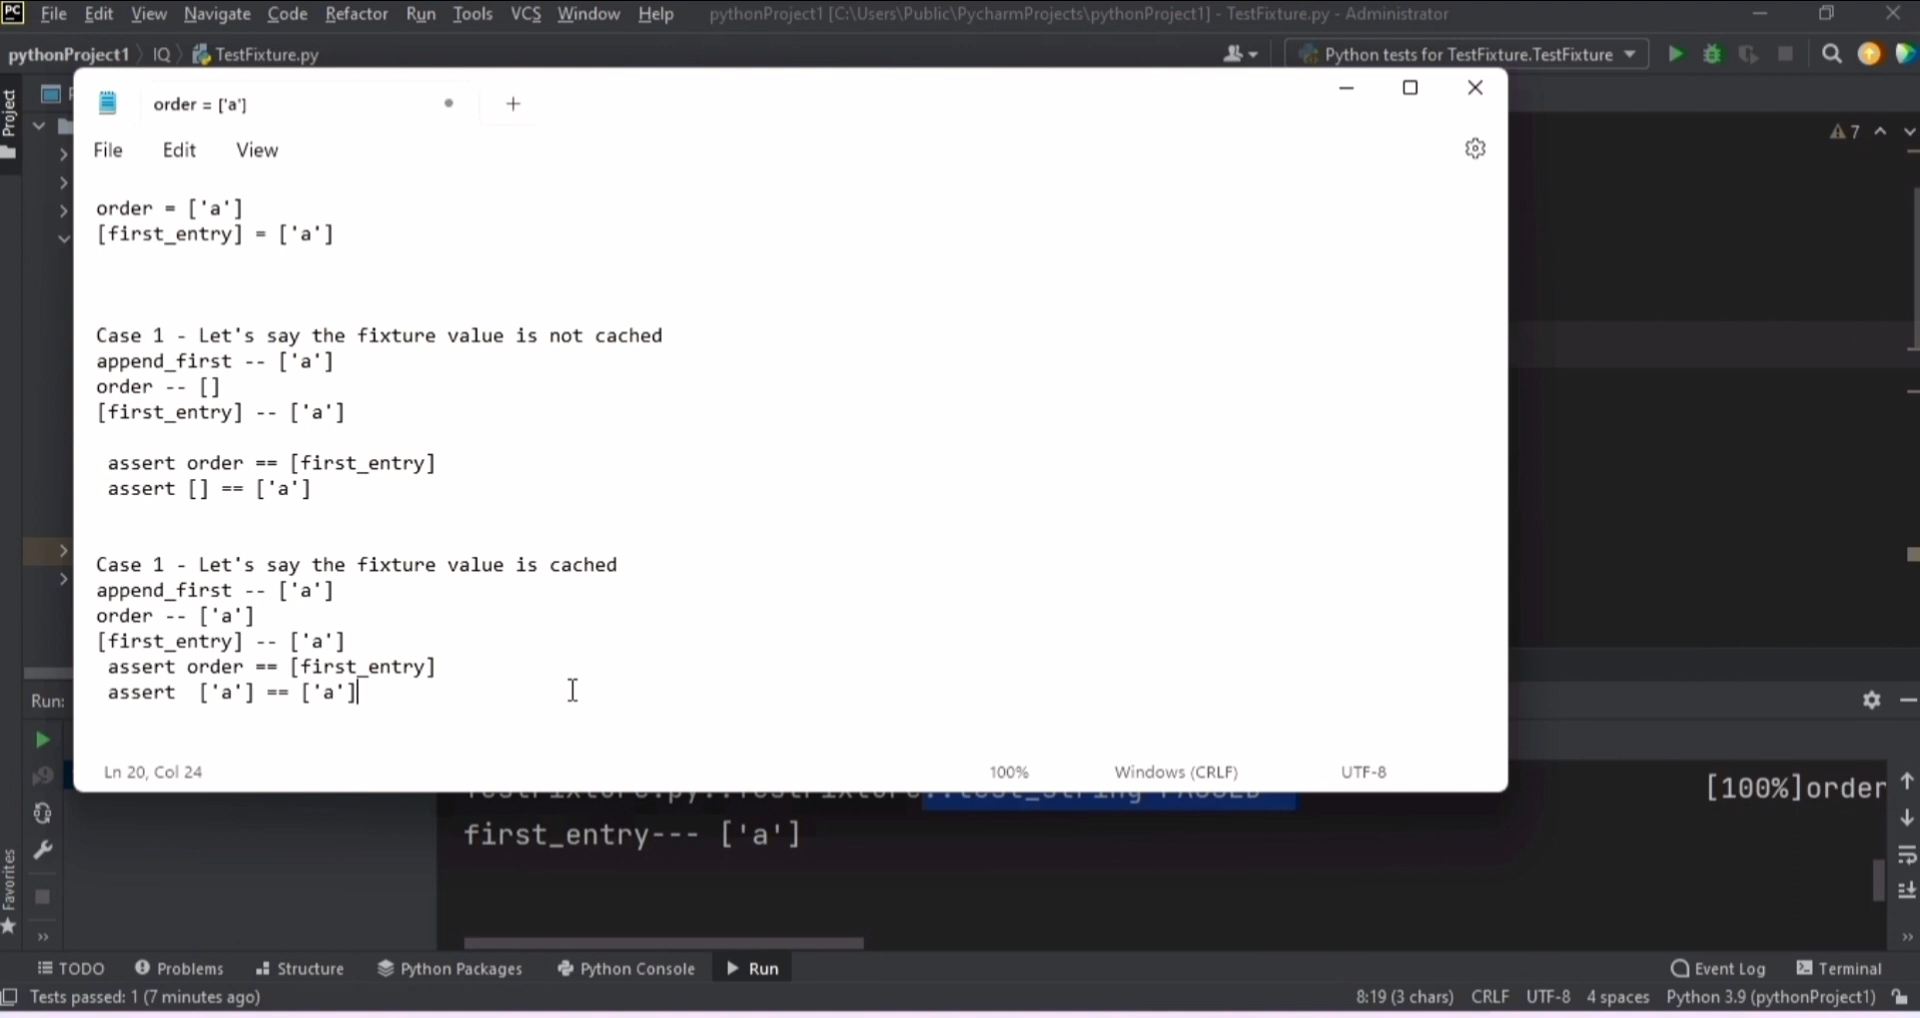 PC File Edit View Navigate Code Refactor Run Tools VCS Window Help pythonProject1 [C:\Users\Public\PycharmProjects\pythonProject1] - TestFixture.py - Administrator
pythonProject1 IQ TestFixture.py Python tests for TestFixture.TestFixture
Project
order = ['a']
File Edit View
7
order = ['a']
[first_entry] = ['a']
Case 1 - Let's say the fixture value is not cached
append_first -- ['a']
order -- []
[first_entry] -- ['a']
assert order == [first_entry]
assert [] == ['a']
Case 1 - Let's say the fixture value is cached
append_first -- ['a']
order -- ['a']
[first_entry] -- ['a']
assert order == [first_entry]
assert  ['a'] == ['a']
Run:
Ln 20, Col 24 100% Windows (CRLF) UTF-8
[100%]order
first_entry--- ['a']
Favorites
TODO Problems Structure Python Packages Python Console Run Event Log Terminal
Tests passed: 1 (7 minutes ago) 8:19 (3 chars) CRLF UTF-8 4 spaces Python 3.9 (pythonProject1)